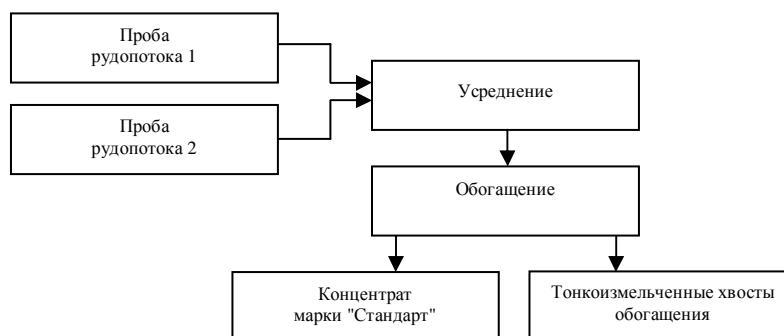 Проба
рудопотока 1
Усреднение
Проба
рудопотока 2
Обогащение
Концентрат
марки "Стандарт"
Тонкоизмельченные хвосты
обогащения